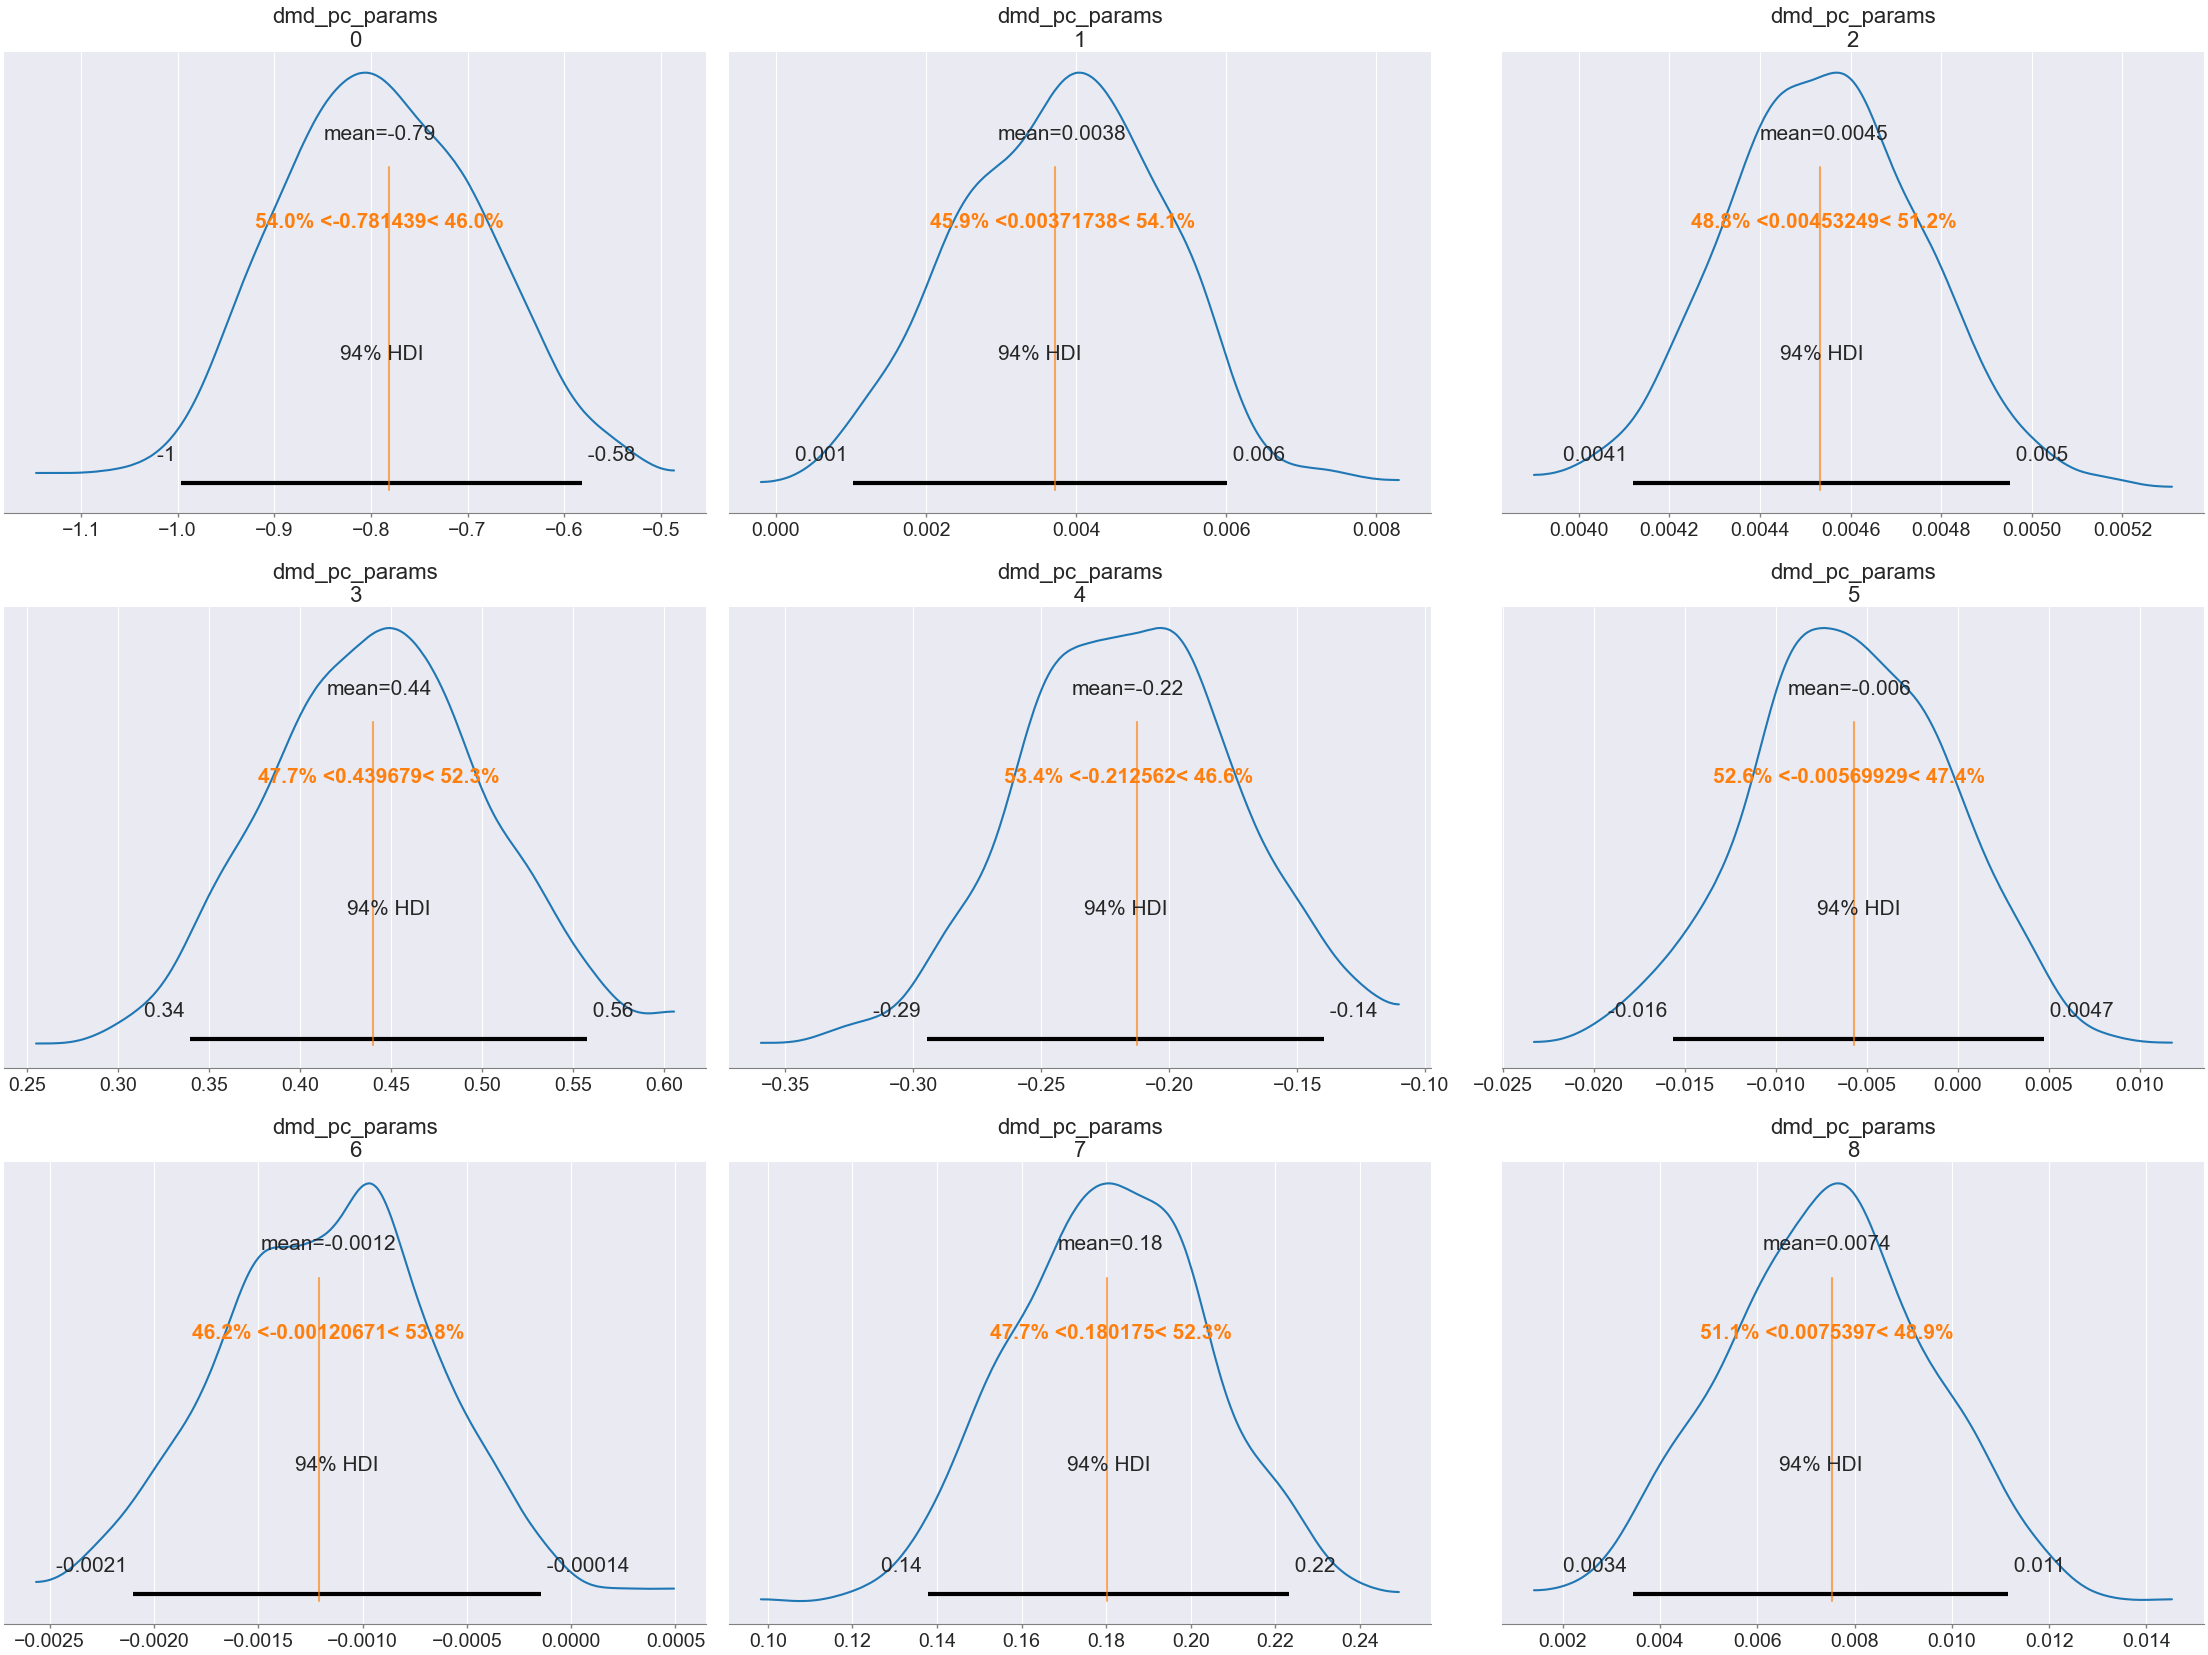 dmd_pc_params
0
mean=-0.79
54.0% <-0.781439< 46.0%
94% HDI
-1 -0.58
−1.1 −1.0 −0.9 −0.8 −0.7 −0.6 −0.5
dmd_pc_params
1
mean=0.0038
45.9% <0.00371738< 54.1%
94% HDI
0.001 0.006
0.000 0.002 0.004 0.006 0.008
dmd_pc_params
2
mean=0.0045
48.8% <0.00453249< 51.2%
94% HDI
0.0041 0.005
0.0040 0.0042 0.0044 0.0046 0.0048 0.0050 0.0052
dmd_pc_params
3
mean=0.44
47.7% <0.439679< 52.3%
94% HDI
0.34 0.56
0.25 0.30 0.35 0.40 0.45 0.50 0.55 0.60
dmd_pc_params
4
mean=-0.22
53.4% <-0.212562< 46.6%
94% HDI
-0.29 -0.14
−0.35 −0.30 −0.25 −0.20 −0.15 −0.10
dmd_pc_params
5
mean=-0.006
52.6% <-0.00569929< 47.4%
94% HDI
-0.016 0.0047
−0.025 −0.020 −0.015 −0.010 −0.005 0.000 0.005 0.010
dmd_pc_params
6
mean=-0.0012
46.2% <-0.00120671< 53.8%
94% HDI
-0.0021 -0.00014
−0.0025 −0.0020 −0.0015 −0.0010 −0.0005 0.0000 0.0005
dmd_pc_params
7
mean=0.18
47.7% <0.180175< 52.3%
94% HDI
0.14 0.22
0.10 0.12 0.14 0.16 0.18 0.20 0.22 0.24
dmd_pc_params
8
mean=0.0074
51.1% <0.0075397< 48.9%
94% HDI
0.0034 0.011
0.002 0.004 0.006 0.008 0.010 0.012 0.014